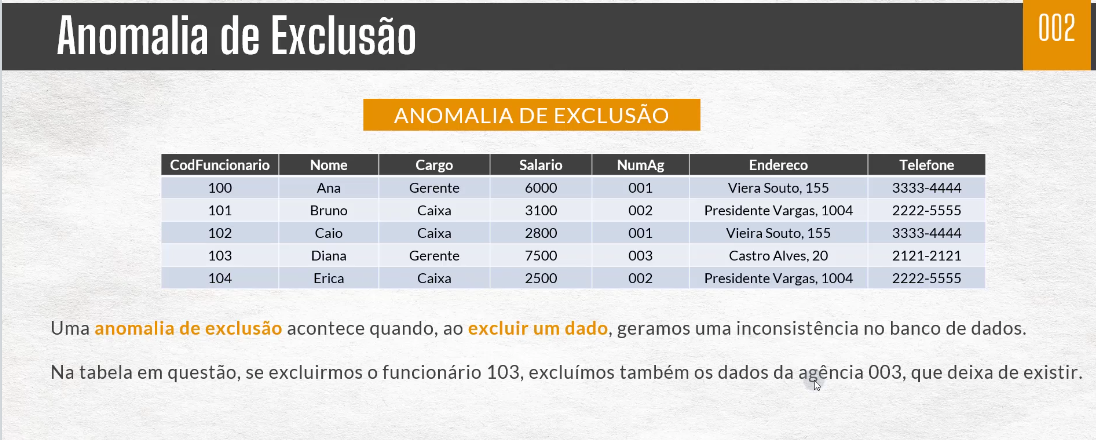 Anomalia de Exclusão
002
ANOMALIA DE EXCLUSÃO
CodFuncionario Nome Cargo Salario NumAg Endereco Telefone
100 Ana Gerente 6000 001 Viera Souto, 155 3333-4444
101 Bruno Caixa 3100 002 Presidente Vargas, 1004 2222-5555
102 Caio Caixa 2800 001 Vieira Souto, 155 3333-4444
103 Diana Gerente 7500 003 Castro Alves, 20 2121-2121
104 Erica Caixa 2500 002 Presidente Vargas, 1004 2222-5555
Uma anomalia de exclusão acontece quando, ao excluir um dado, geramos uma inconsistência no banco de dados.
Na tabela em questão, se excluirmos o funcionário 103, excluímos também os dados da agência 003, que deixa de existir.